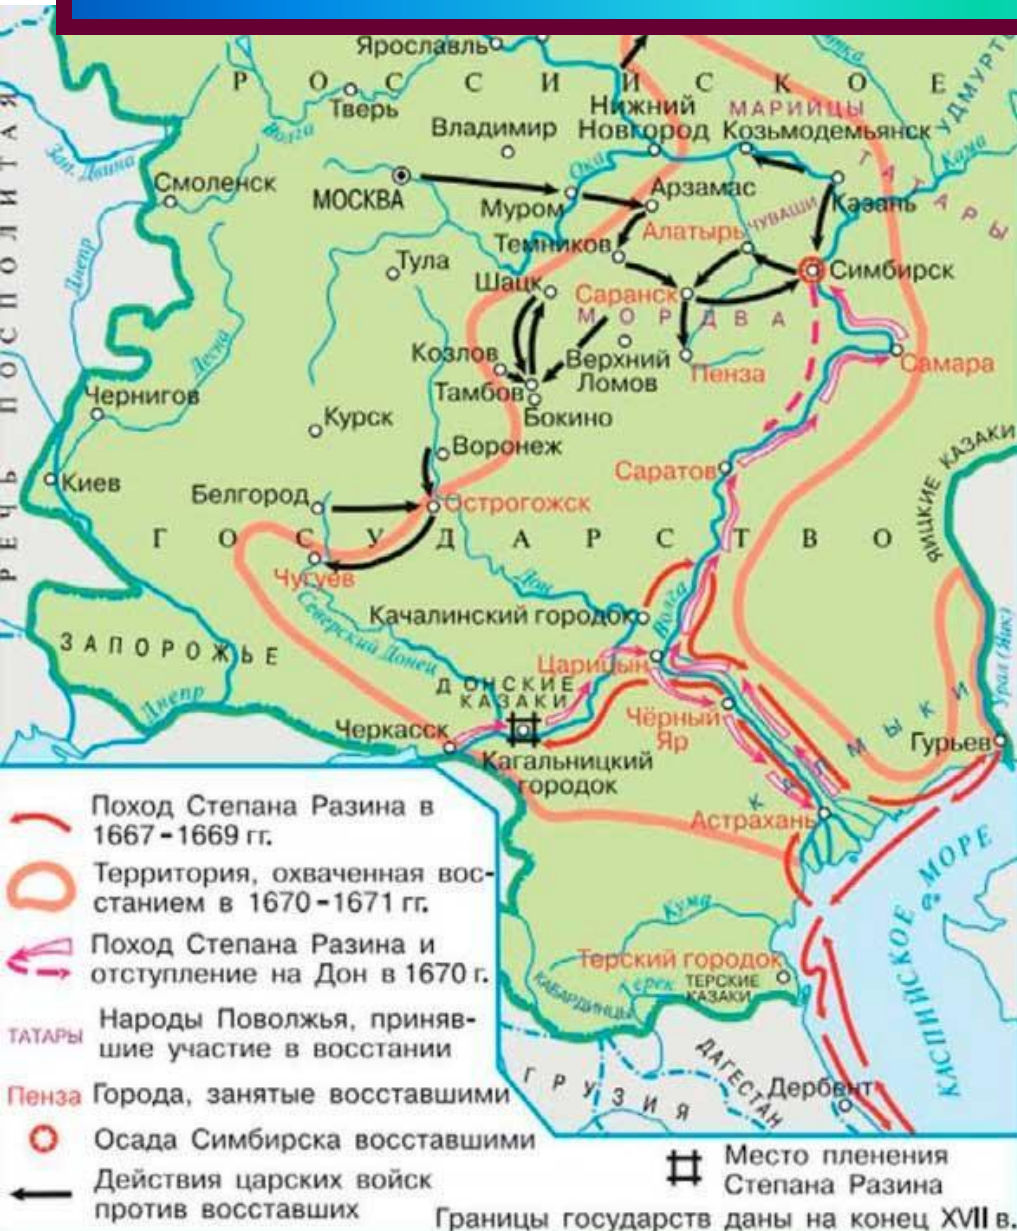 Ярославль
РОССИЙСКОЕ
Тверь
Волга
Нижний
Новгород
МАРИЙЦЫ
УДМУРТ
Владимир
Козьмодемьянск
Кама
Зап. Двина
Ока
ТАТАРЫ
Смоленск
МОСКВА
Муром
Арзамас
Казань
РЕЧЬ ПОСПОЛИТАЯ
Алатырь
ЧУВАШИ
Темников
Тула
Симбирск
Днепр
Шацк
Саранск
МОРДВА
Десна
Козлов
Верхний
Ломов
Пенза
Самара
Тамбов
Чернигов
Бокино
Курск
Воронеж
ЯИЦКИЕ КАЗАКИ
Киев
Саратов
Белгород
Острогожск
ГОСУДАРСТВО
Чугуев
Дон
Северский Донец
Качалинский городок
Волга
Урал (Яик)
ЗАПОРОЖЬЕ
Царицын
ДОНСКИЕ
КАЗАКИ
Днепр
Чёрный
Яр
Черкасск
КАЛМЫКИ
Гурьев
Кагальницкий
городок
Астрахань
КАСПИЙСКОЕ МОРЕ
Кума
Терский городок
Терек
ТЕРСКИЕ
КАЗАКИ
КАБАРДИНЦЫ
ДАГЕСТАН
ГРУЗИЯ
Дербент
Поход Степана Разина в
1667-1669 гг.
Территория, охваченная вос-
станием в 1670-1671 гг.
Поход Степана Разина и
отступление на Дон в 1670 г.
ТАТАРЫ
Народы Поволжья, приняв-
шие участие в восстании
Пенза Города, занятые восставшими
Осада Симбирска восставшими
Действия царских войск
против восставших
Место пленения
Степана Разина
Границы государств даны на конец XVII в.